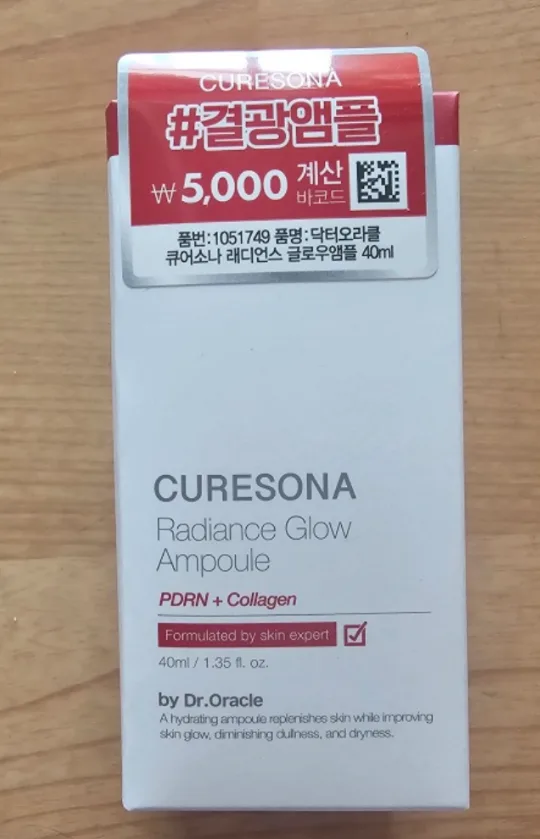 CURESONA
#결광앰플
₩5,000 계산
바코드
품번:1051749 품명:닥터오라클
큐어소나 래디언스 글로우앰플 40ml
CURESONA
Radiance Glow
Ampoule
PDRN + Collagen
Formulated by skin expert
40ml / 1.35 fl. oz.
by Dr.Oracle
A hydrating ampoule replenishes skin while improving
skin glow, diminishing dullness, and dryness.